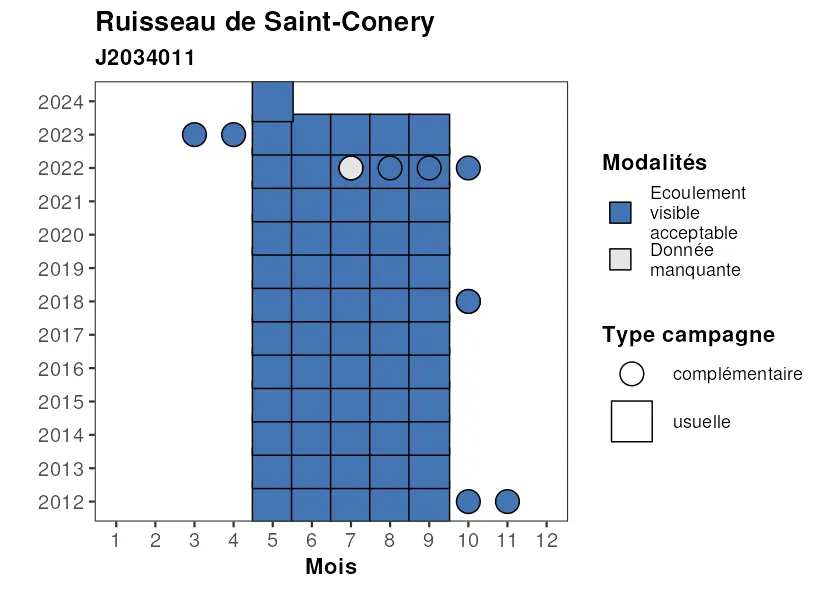 Ruisseau de Saint-Conery
J2034011
2024
2023
2022
2021
2020
2019
2018
2017
2016
2015
2014
2013
2012
1 2 3 4 5 6 7 8 9 10 11 12
Mois
Modalités
Ecoulement
visible
acceptable
Donnée
manquante
Type campagne
complémentaire
usuelle